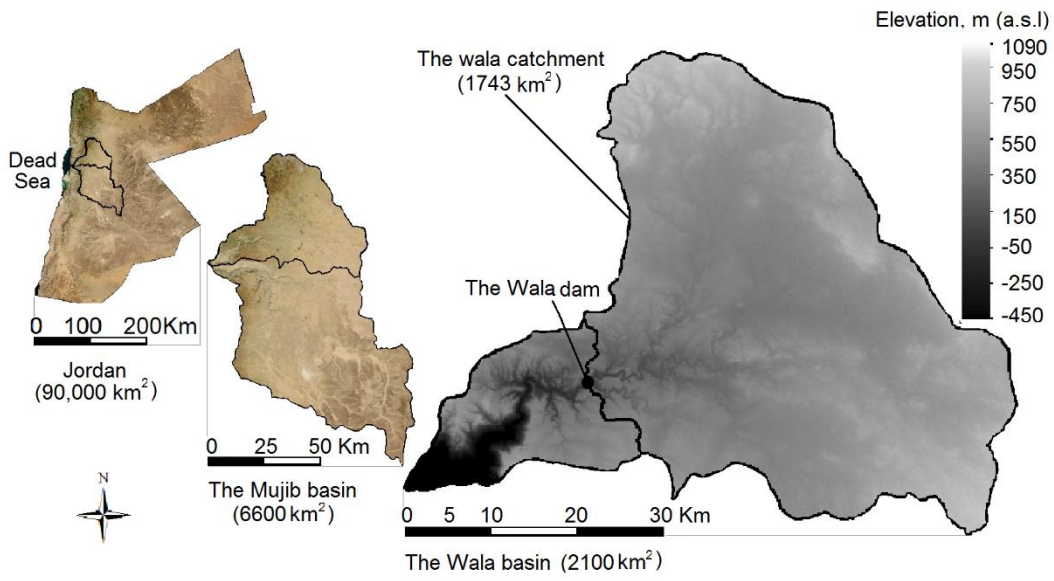 Elevation, m (a.s.l)
1090
950
750
550
350
150
-50
-250
-450
The wala catchment
(1743 km²)
Dead
Sea
The Wala dam
0 100 200Km
Jordan
(90,000 km²)
0 25 50 Km
The Mujib basin
(6600 km²)
N
0 5 10 20 30 Km
The Wala basin (2100 km²)